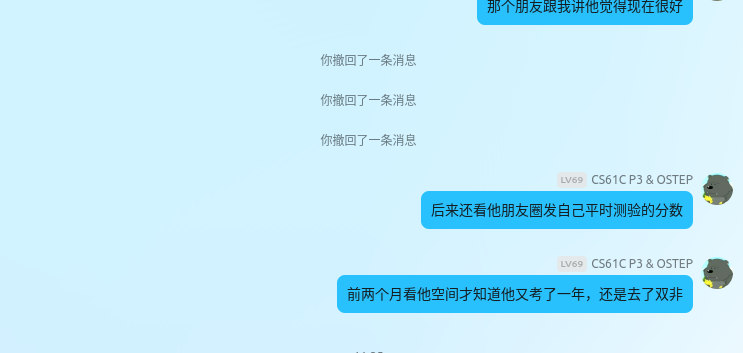 那个朋友跟我讲他觉得现在很好
你撤回了一条消息
你撤回了一条消息
你撤回了一条消息
LV69 CS61C P3 & OSTEP
后来还看他朋友圈发自己平时测验的分数
LV69 CS61C P3 & OSTEP
前两个月看他空间才知道他又考了一年，还是去了双非